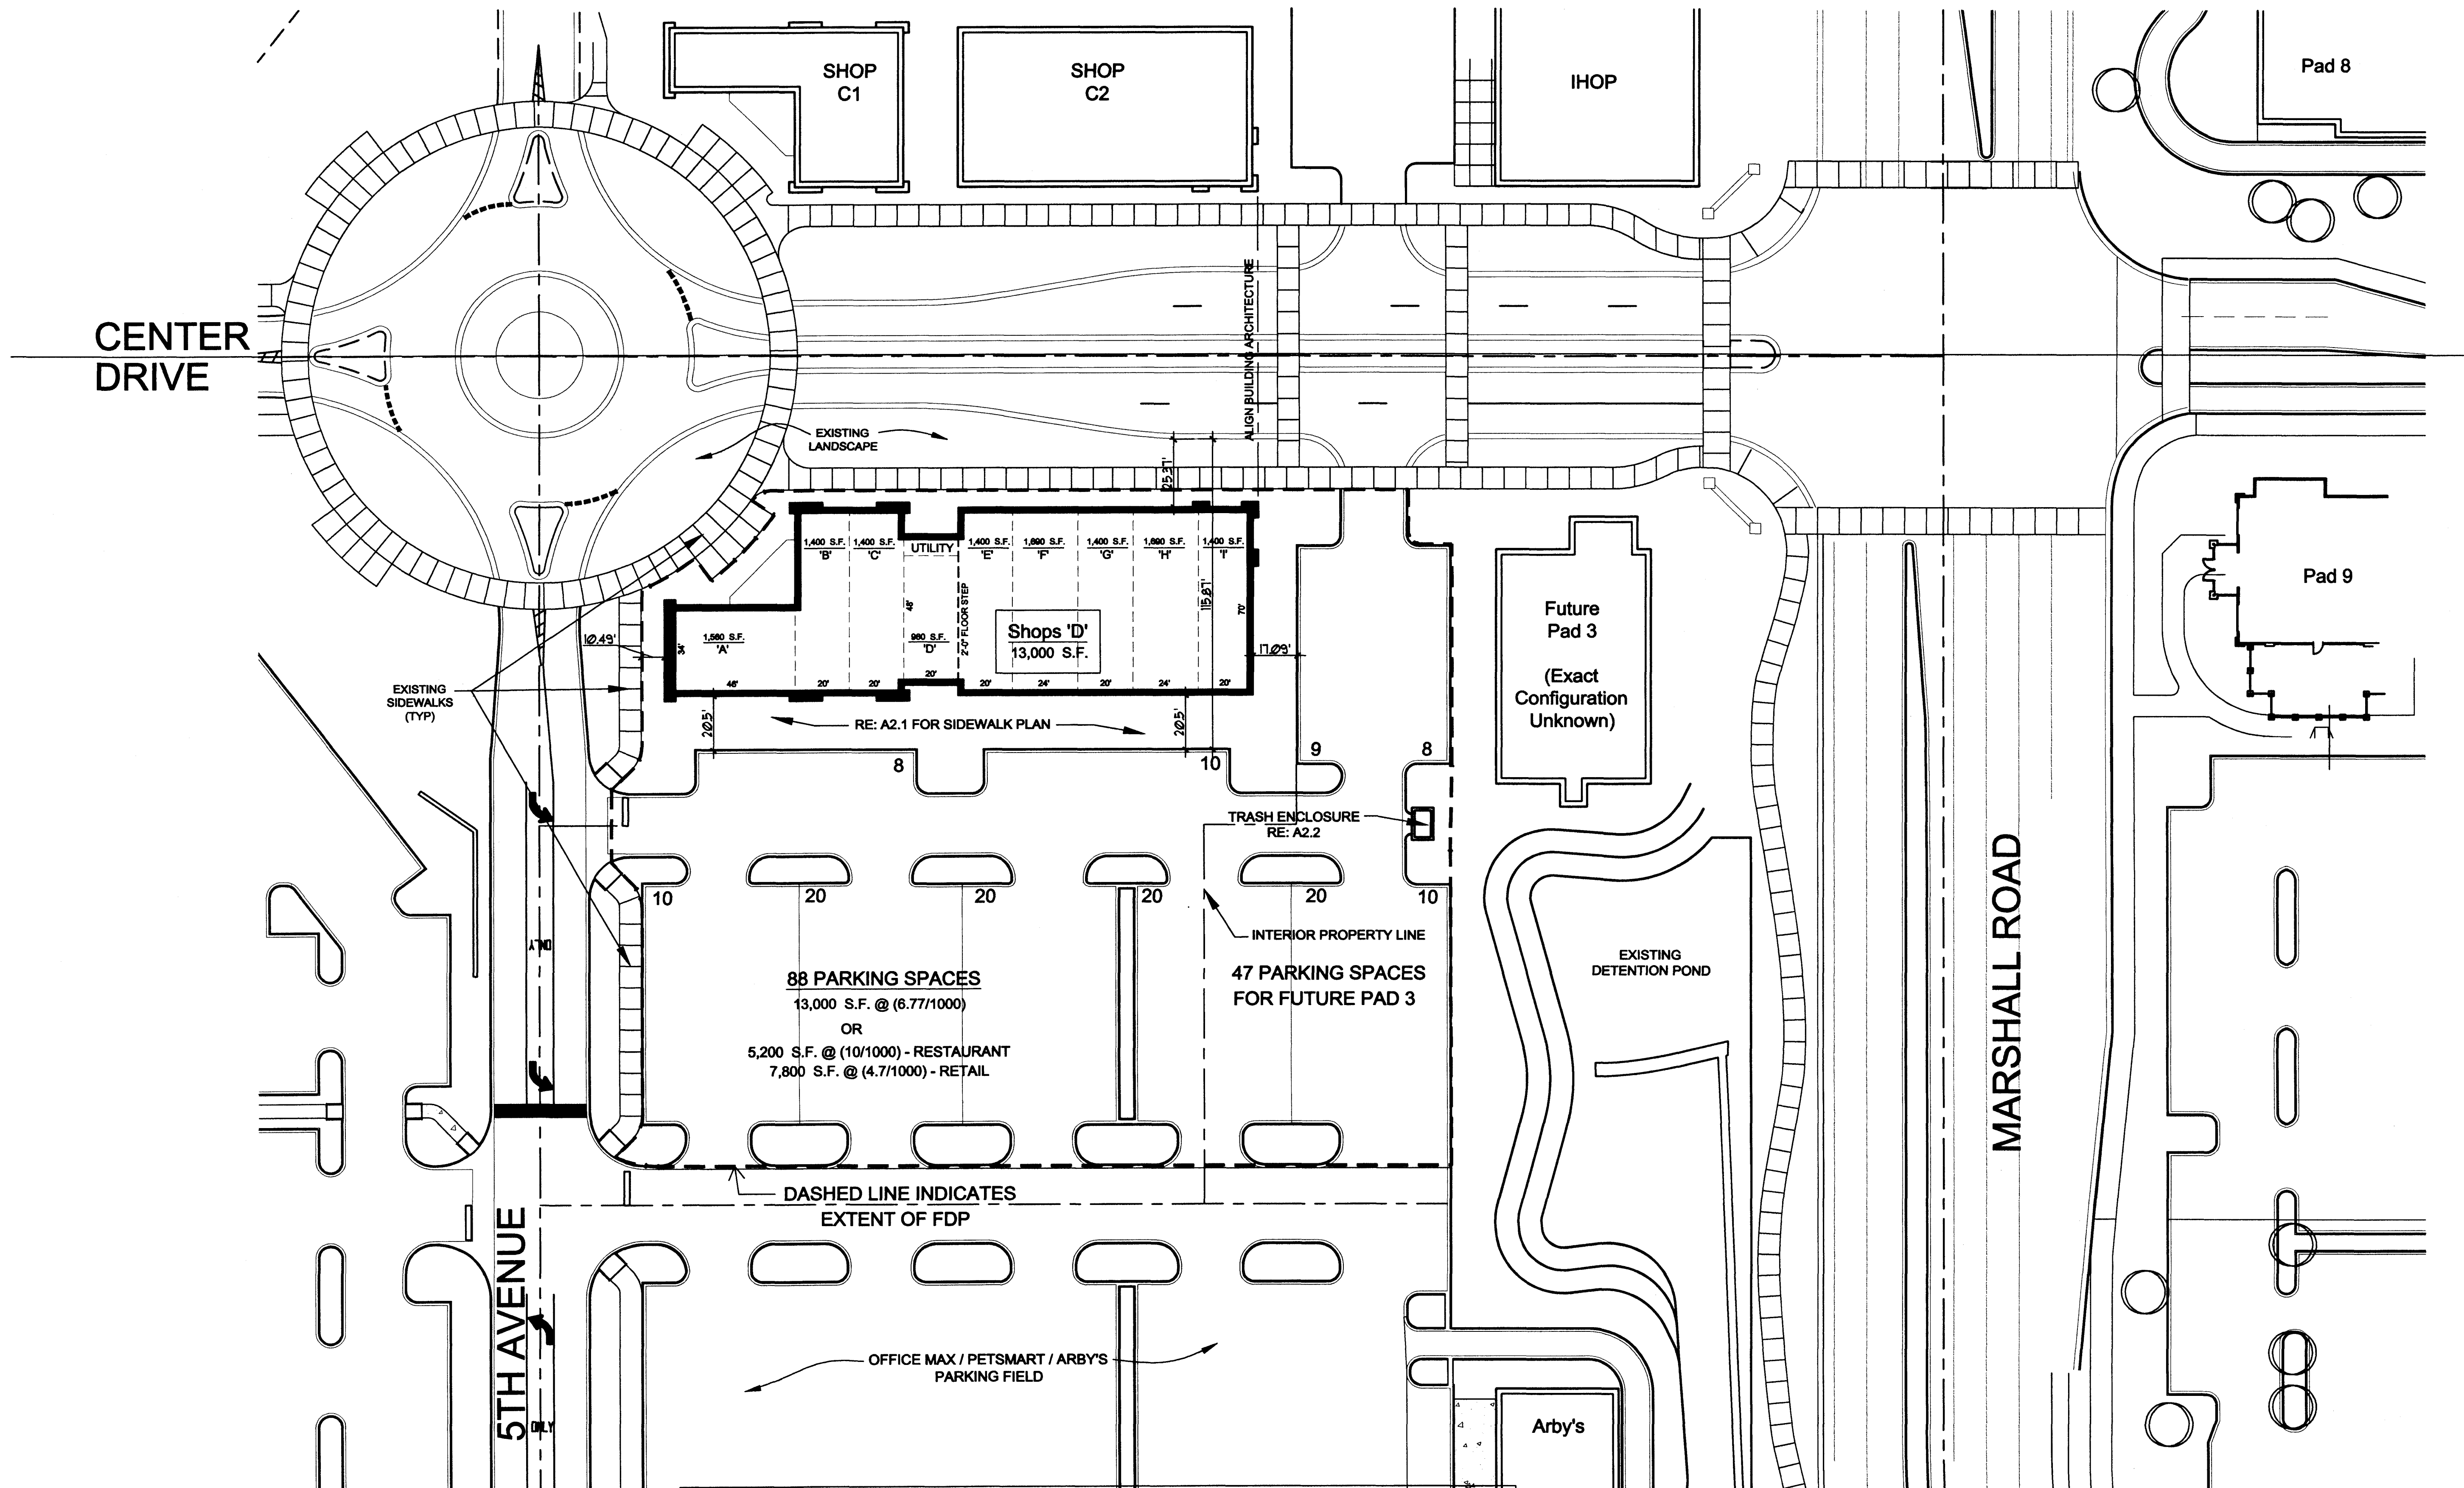 SHOP
C1
SHOP
C2
IHOP
Pad 8
CENTER
DRIVE
ALIGN BUILDING ARCHITECTURE
EXISTING
LANDSCAPE
25.37'
1,400 S.F.
'B'
1,400 S.F.
'C'
UTILITY
1,400 S.F.
'E'
1,690 S.F.
'F'
1,400 S.F.
'G'
1,690 S.F.
'H'
1,400 S.F.
'I'
115.87'
70'
48'
2'-0" FLOOR STEP
10.49'
34'
1,560 S.F.
'A'
960 S.F.
'D'
Shops 'D'
13,000 S.F.
17.09'
46'
20'
20'
20'
20'
24'
20'
24'
20'
Future
Pad 3
(Exact
Configuration
Unknown)
Pad 9
EXISTING
SIDEWALKS
(TYP)
20.5'
RE: A2.1 FOR SIDEWALK PLAN
20.5'
8
10
9
8
TRASH ENCLOSURE
RE: A2.2
10
20
20
20
20
10
INTERIOR PROPERTY LINE
ONLY
88 PARKING SPACES
13,000 S.F. @ (6.77/1000)
OR
5,200 S.F. @ (10/1000) - RESTAURANT
7,800 S.F. @ (4.7/1000) - RETAIL
47 PARKING SPACES
FOR FUTURE PAD 3
EXISTING
DETENTION POND
MARSHALL ROAD
DASHED LINE INDICATES
EXTENT OF FDP
5TH AVENUE
OFFICE MAX / PETSMART / ARBY'S
PARKING FIELD
ONLY
Arby's